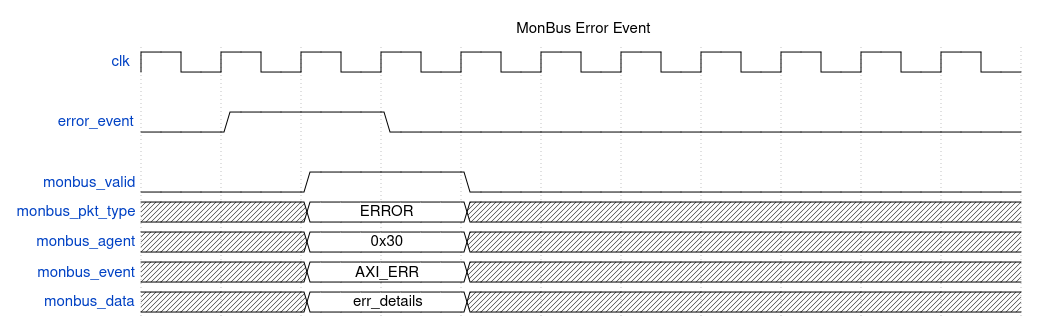 MonBus Error Event
clk
error_event
monbus_valid
monbus_pkt_type ERROR
monbus_agent 0x30
monbus_event AXI_ERR
monbus_data err_details